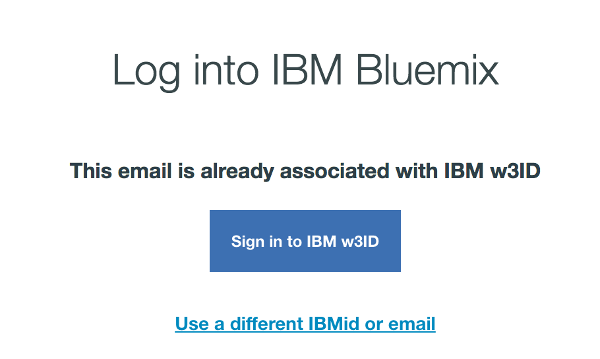 Log into IBM Bluemix
This email is already associated with IBM w3ID
Sign in to IBM w3ID
Use a different IBMid or email